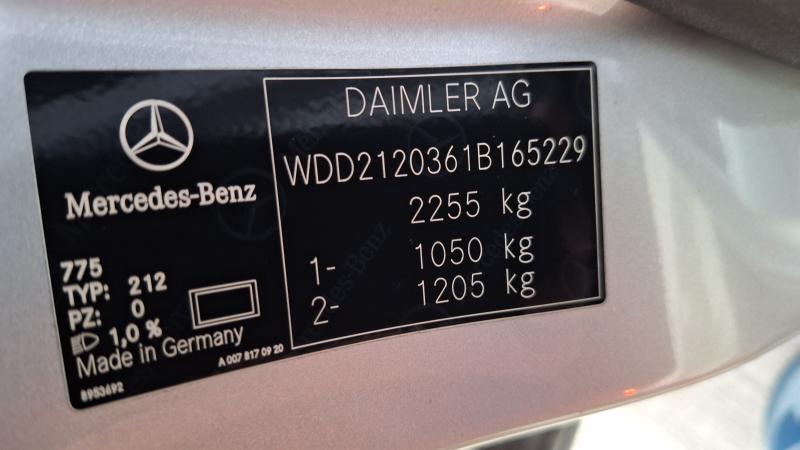 Mercedes-Benz
775
TYP: 212
PZ: 0
1,0 %
Made in Germany
A 007 817 09 20
8953692
DAIMLER AG
WDD2120361B165229
2255 kg
1- 1050 kg
2- 1205 kg